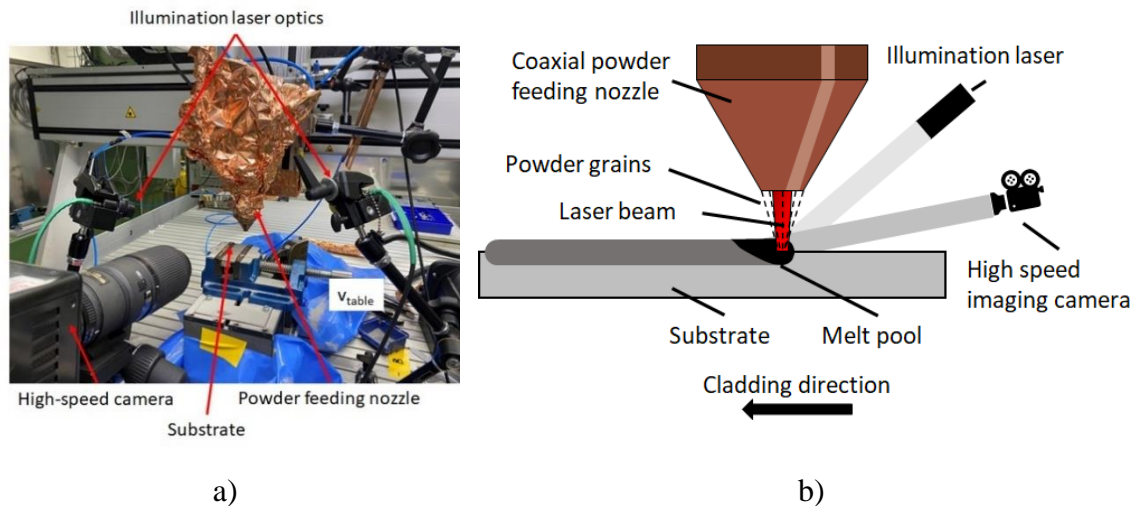 Illumination laser optics
V_table
High-speed camera
Powder feeding nozzle
Substrate
a)
Coaxial powder
feeding nozzle
Illumination laser
Powder grains
Laser beam
High speed
imaging camera
Substrate
Melt pool
Cladding direction
b)